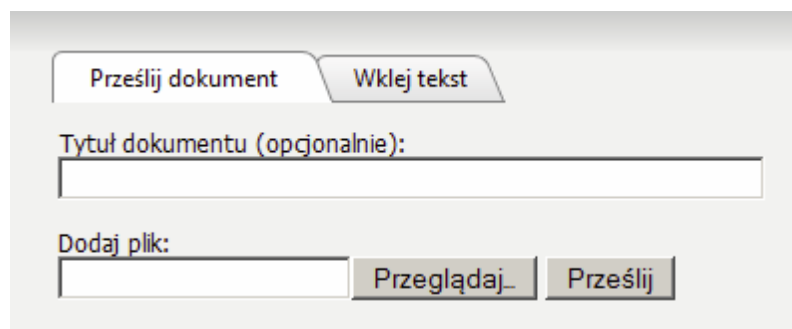 Prześlij dokument Wklej tekst
Tytuł dokumentu (opcjonalnie):
Dodaj plik:
Przeglądaj... Prześlij